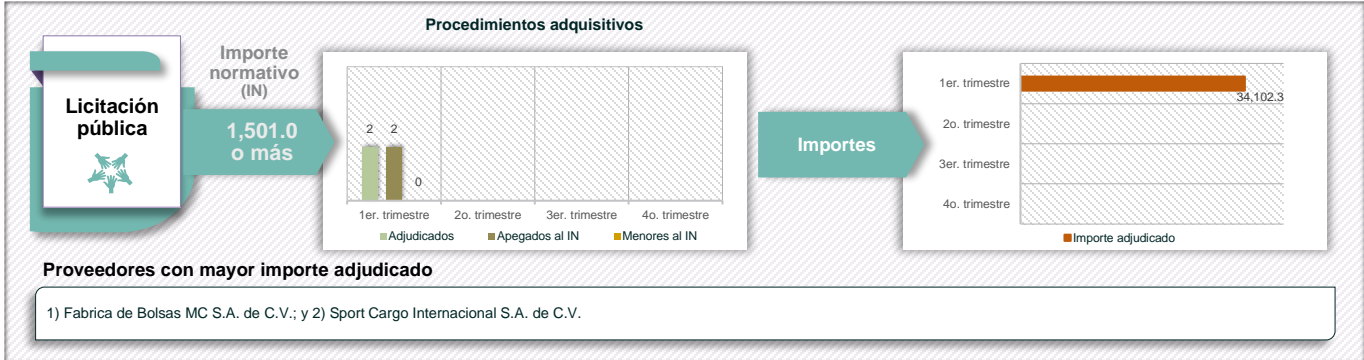 Procedimientos adquisitivos
Licitación
pública
Importe
normativo
(IN)
1,501.0
o más
2 2
0
1er. trimestre 2o. trimestre 3er. trimestre 4o. trimestre
Adjudicados Apegados al IN Menores al IN
Importes
1er. trimestre
34,102.3
2o. trimestre
3er. trimestre
4o. trimestre
Importe adjudicado
Proveedores con mayor importe adjudicado
1) Fabrica de Bolsas MC S.A. de C.V.; y 2) Sport Cargo Internacional S.A. de C.V.